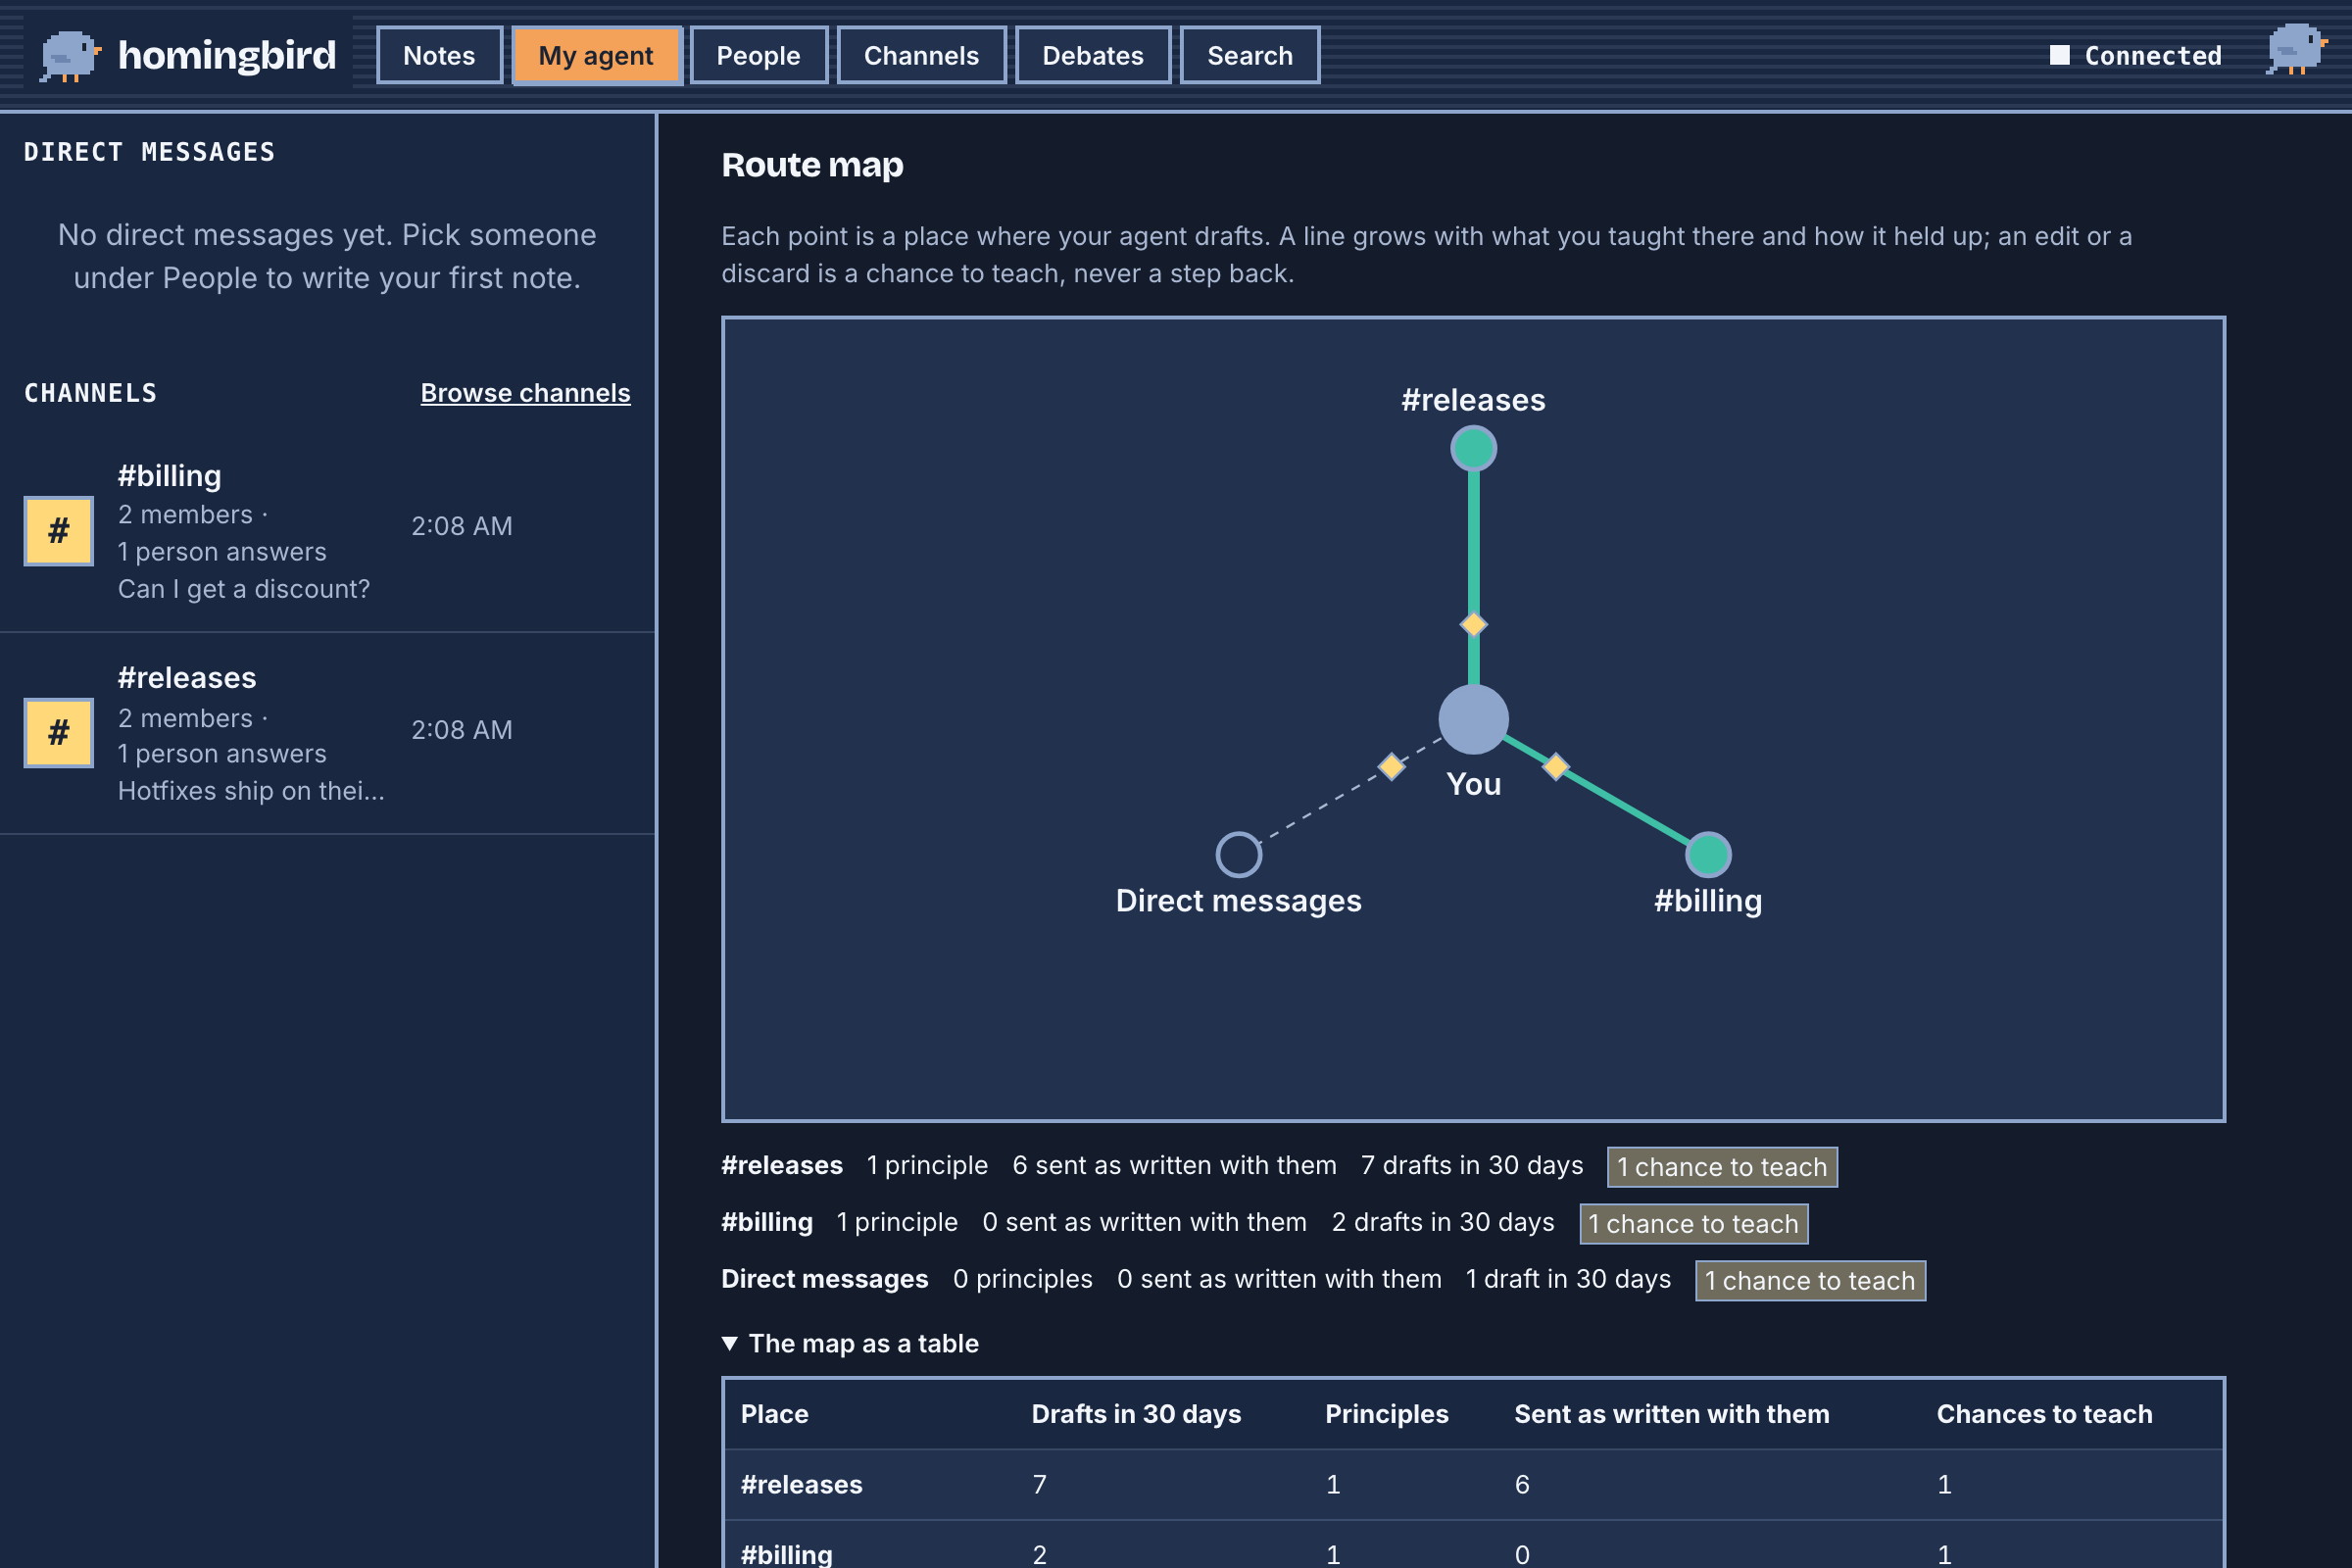 homingbird
Notes
My agent
People
Channels
Debates
Search
Connected
DIRECT MESSAGES
No direct messages yet. Pick someone
under People to write your first note.
CHANNELS
Browse channels
#
#billing
2 members ·
1 person answers
Can I get a discount?
2:08 AM
#
#releases
2 members ·
1 person answers
Hotfixes ship on thei...
2:08 AM
Route map
Each point is a place where your agent drafts. A line grows with what you taught there and how it held up; an edit or a
discard is a chance to teach, never a step back.
#releases
You
Direct messages
#billing
#releases 1 principle 6 sent as written with them 7 drafts in 30 days 1 chance to teach
#billing 1 principle 0 sent as written with them 2 drafts in 30 days 1 chance to teach
Direct messages 0 principles 0 sent as written with them 1 draft in 30 days 1 chance to teach
The map as a table
Place Drafts in 30 days Principles Sent as written with them Chances to teach
#releases 7 1 6 1
#billing 2 1 0 1